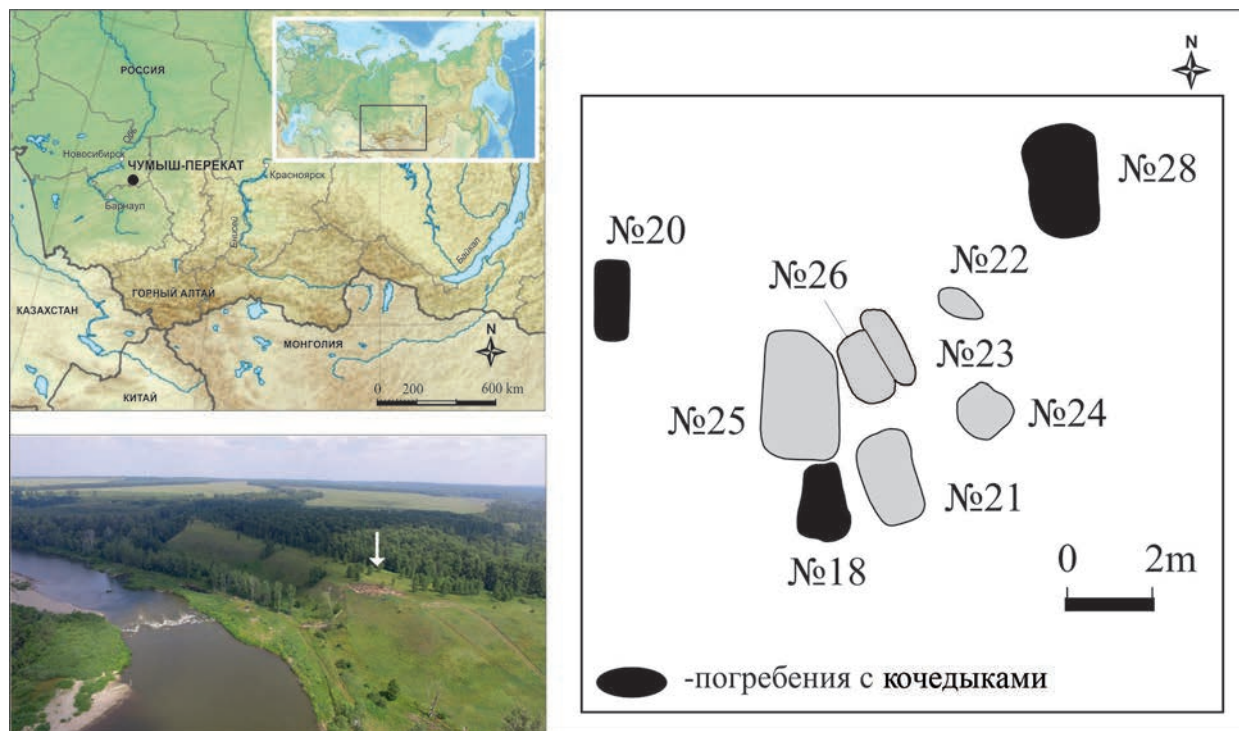 РОССИЯ
Обь
Новосибирск
ЧУМЫШ-ПЕРЕКАТ
Красноярск
Барнаул
Енисей
Байкал
ГОРНЫЙ АЛТАЙ
КАЗАХСТАН
МОНГОЛИЯ
КИТАЙ
N
0 200 600 km
N
№28
№20
№22
№26
№23
№25
№24
№21
№18
0 2m
-погребения с кочедыками